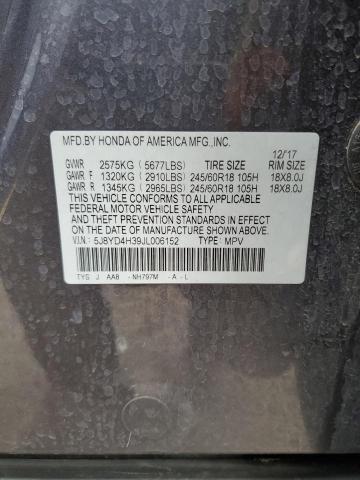 MFD.BY HONDA OF AMERICA MFG.,INC.
12/17
GVWR 2575KG (5677LBS) TIRE SIZE RIM SIZE
GAWR F 1320KG (2910LBS) 245/60R18 105H 18X8.0J
GAWR R 1345KG (2965LBS) 245/60R18 105H 18X8.0J
THIS VEHICLE CONFORMS TO ALL APPLICABLE
FEDERAL MOTOR VEHICLE SAFETY
AND THEFT PREVENTION STANDARDS IN EFFECT
ON THE DATE OF MANUFACTURE SHOWN ABOVE.
V.I.N.: 5J8YD4H39JL006152 TYPE: MPV
TYS J AA8 -NH797M -A-L